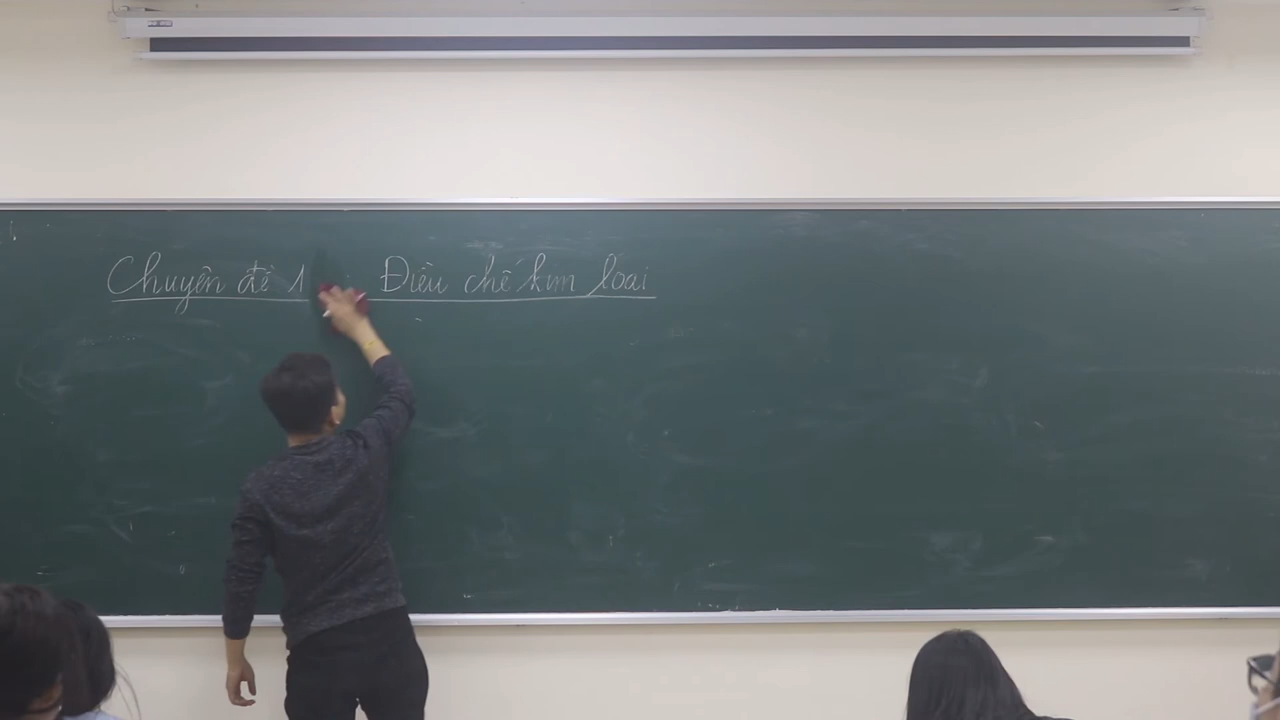 Chuyên đề 1 : Điều chế kim loại